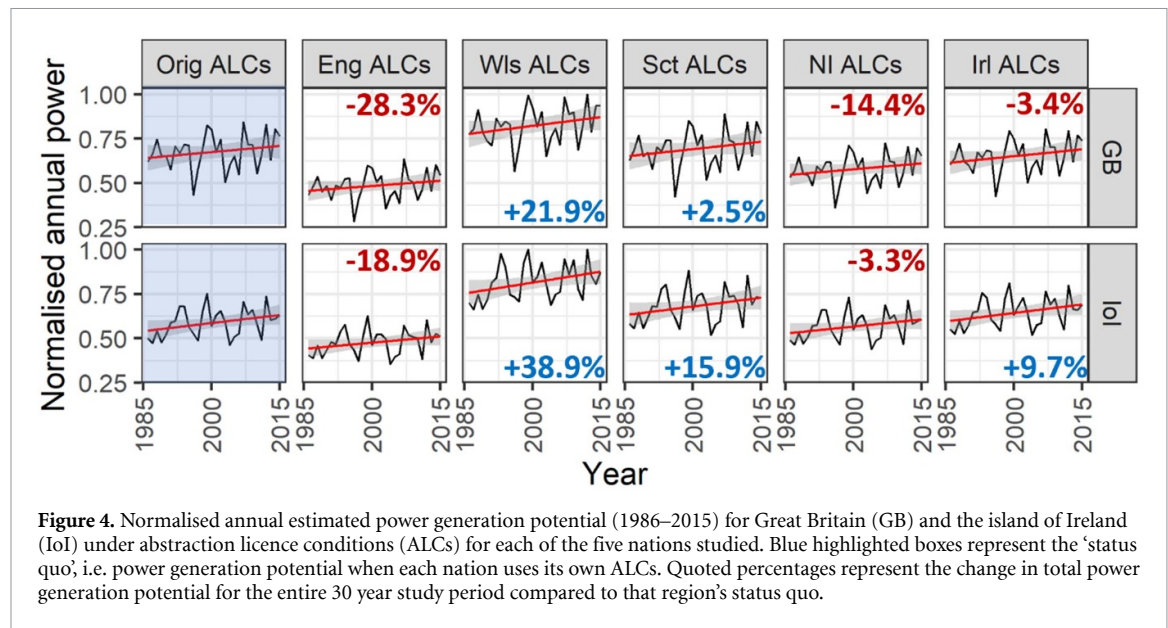 Orig ALCs Eng ALCs Wls ALCs Sct ALCs NI ALCs Irl ALCs
Normalised annual power
1.00
0.75
0.50
0.25
-28.3%
+21.9%
+2.5%
-14.4%
-3.4%
GB
1.00
0.75
0.50
0.25
-18.9%
+38.9%
+15.9%
-3.3%
+9.7%
IoI
1985 2000 2015 1985 2000 2015 1985 2000 2015 1985 2000 2015 1985 2000 2015 1985 2000 2015
Year
Figure 4. Normalised annual estimated power generation potential (1986–2015) for Great Britain (GB) and the island of Ireland
(IoI) under abstraction licence conditions (ALCs) for each of the five nations studied. Blue highlighted boxes represent the ‘status
quo’, i.e. power generation potential when each nation uses its own ALCs. Quoted percentages represent the change in total power
generation potential for the entire 30 year study period compared to that region’s status quo.